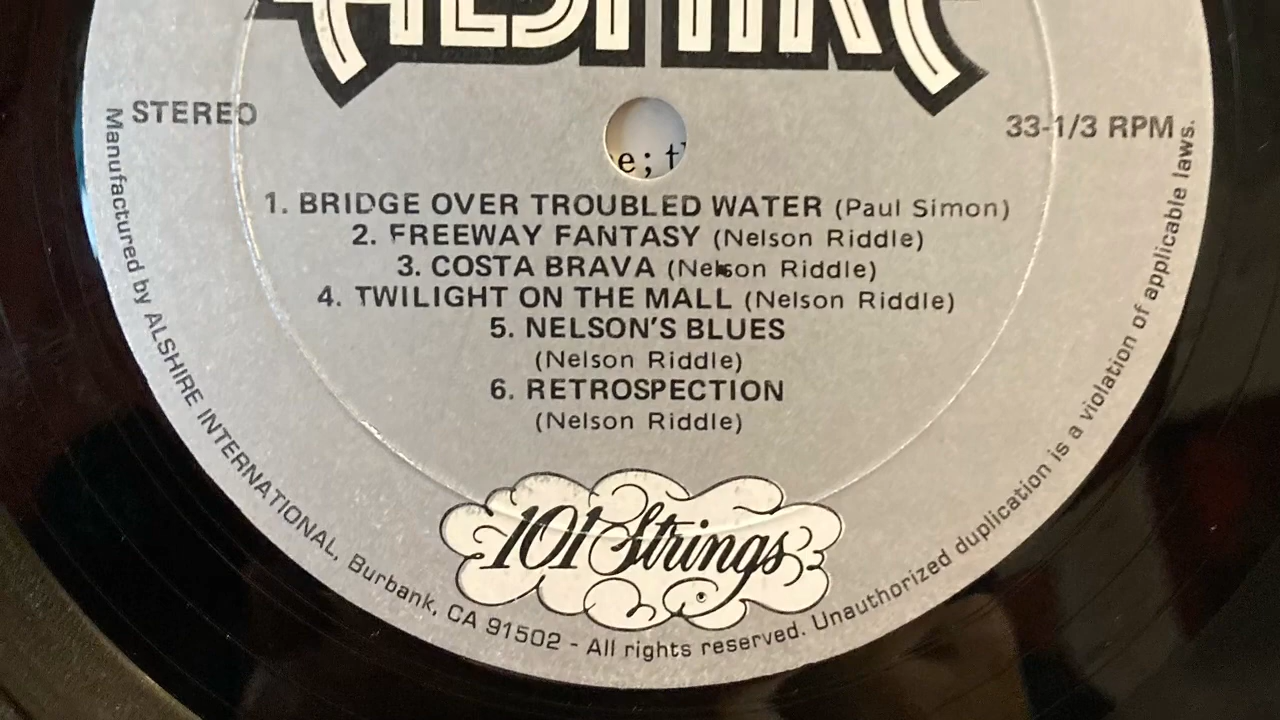 ALSHIRE
STEREO
33-1/3 RPM
e; t
1. BRIDGE OVER TROUBLED WATER (Paul Simon)
2. FREEWAY FANTASY (Nelson Riddle)
3. COSTA BRAVA (Nelson Riddle)
4. TWILIGHT ON THE MALL (Nelson Riddle)
5. NELSON'S BLUES
(Nelson Riddle)
6. RETROSPECTION
(Nelson Riddle)
101 Strings
Manufactured by ALSHIRE INTERNATIONAL, Burbank, CA 91502 - All rights reserved. Unauthorized duplication is a violation of applicable laws.